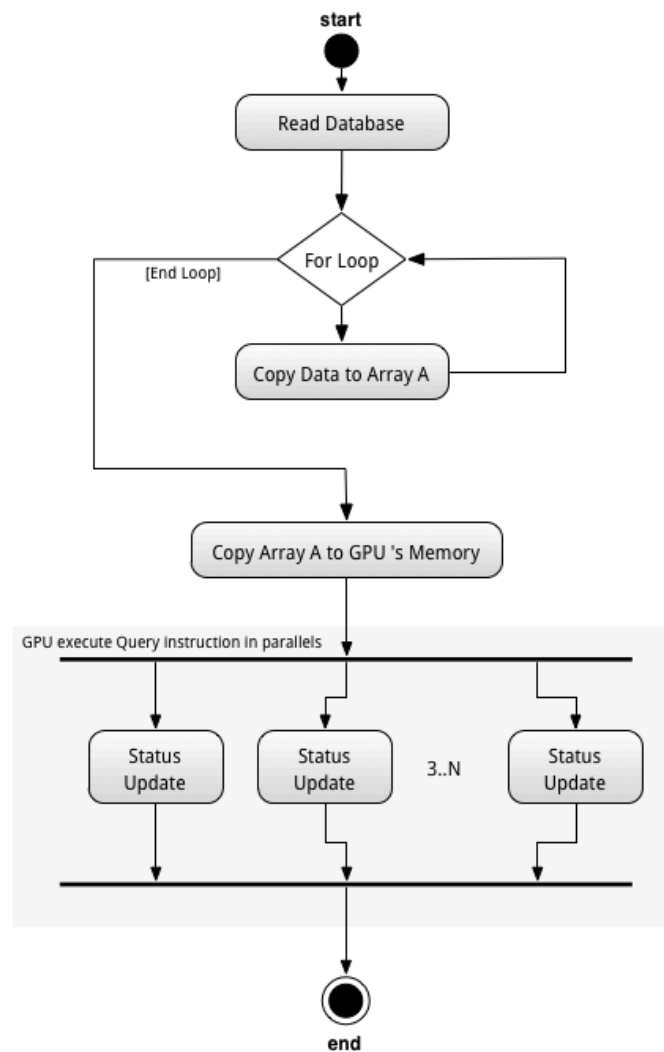 start
Read Database
For Loop
[End Loop]
Copy Data to Array A
Copy Array A to GPU 's Memory
GPU execute Query instruction in parallels
Status
Update
Status
Update
3..N
Status
Update
end